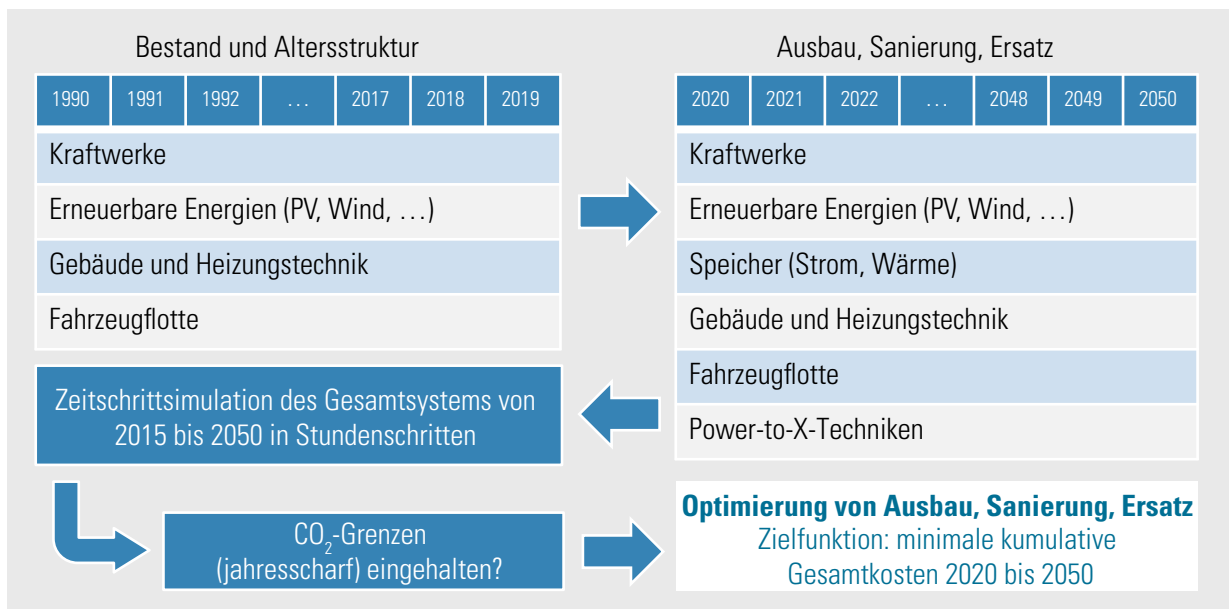 Bestand und Altersstruktur
1990 1991 1992 ... 2017 2018 2019
Kraftwerke
Erneuerbare Energien (PV, Wind, ...)
Gebäude und Heizungstechnik
Fahrzeugflotte
Ausbau, Sanierung, Ersatz
2020 2021 2022 ... 2048 2049 2050
Kraftwerke
Erneuerbare Energien (PV, Wind, ...)
Speicher (Strom, Wärme)
Gebäude und Heizungstechnik
Fahrzeugflotte
Power-to-X-Techniken
Zeitschrittsimulation des Gesamtsystems von
2015 bis 2050 in Stundenschritten
CO₂-Grenzen
(jahresscharf) eingehalten?
Optimierung von Ausbau, Sanierung, Ersatz
Zielfunktion: minimale kumulative
Gesamtkosten 2020 bis 2050